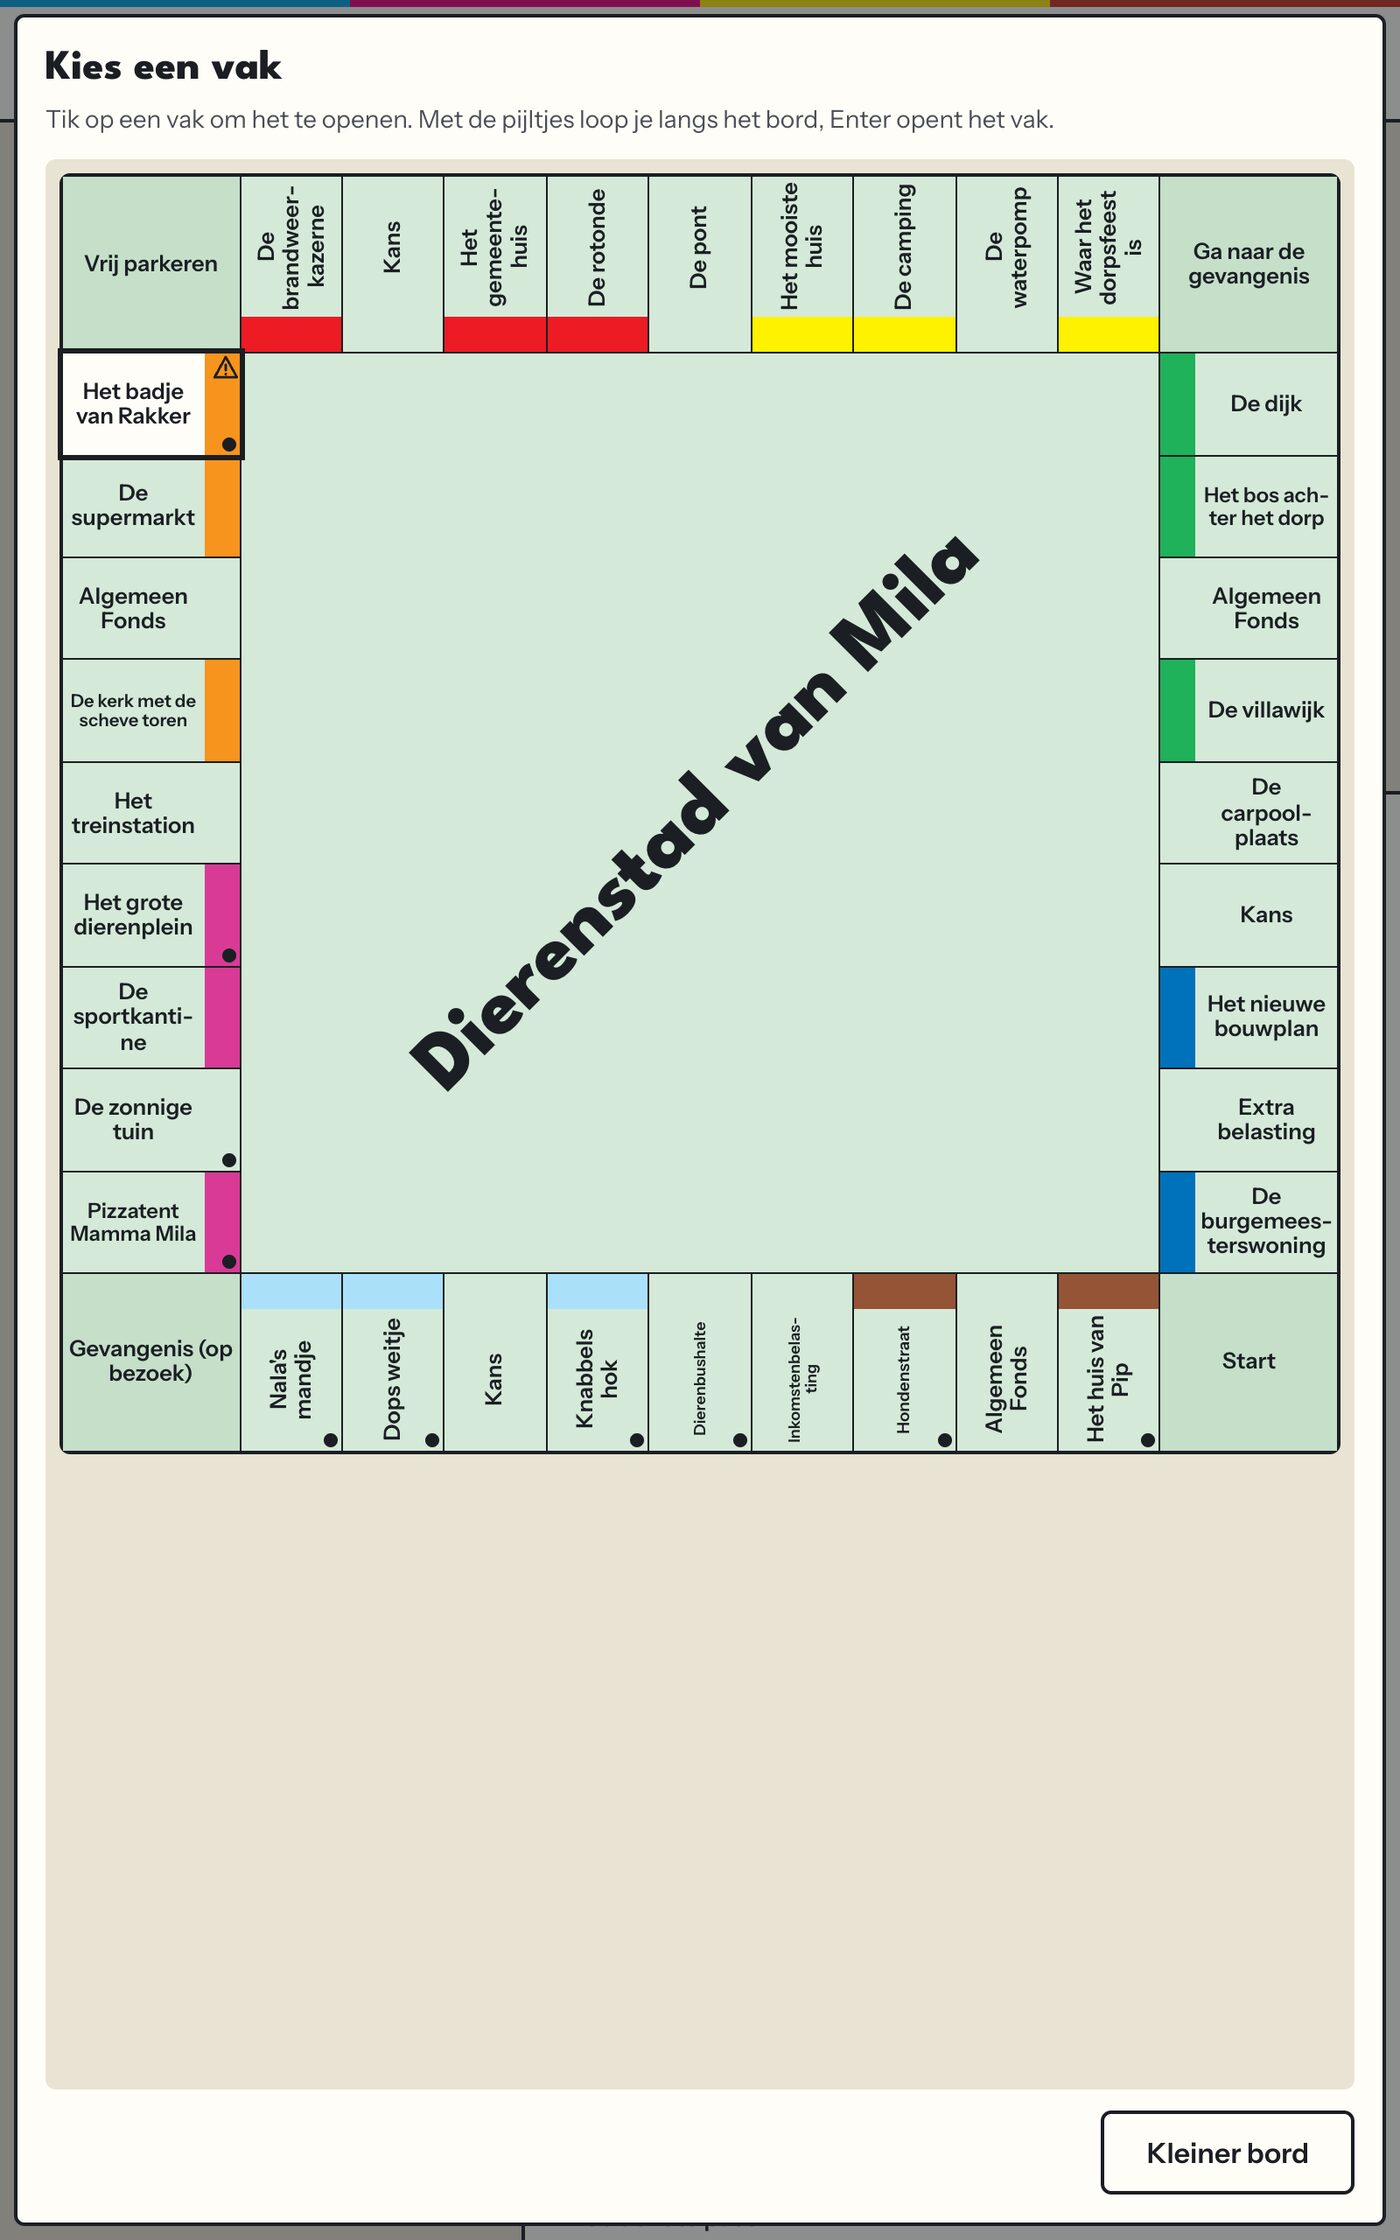 Kies een vak
Tik op een vak om het te openen. Met de pijltjes loop je langs het bord, Enter opent het vak.
Vrij parkeren
De
brandweer-
kazerne
Kans
Het
gemeente-
huis
De rotonde
De pont
Het mooiste
huis
De camping
De
waterpomp
Waar het
dorpsfeest
is
Ga naar de
gevangenis
Het badje
van Rakker
De
supermarkt
Algemeen
Fonds
De kerk met de
scheve toren
Het
treinstation
Het grote
dierenplein
De
sportkanti-
ne
De zonnige
tuin
Pizzatent
Mamma Mila
Dierenstad van Mila
De dijk
Het bos ach-
ter het dorp
Algemeen
Fonds
De villawijk
De
carpool-
plaats
Kans
Het nieuwe
bouwplan
Extra
belasting
De
burgemees-
terswoning
Gevangenis (op
bezoek)
Nala's
mandje
Dops weitje
Kans
Knabbels
hok
Dierenbushalte
Inkomstenbelas-
ting
Hondenstraat
Algemeen
Fonds
Het huis van
Pip
Start
Kleiner bord